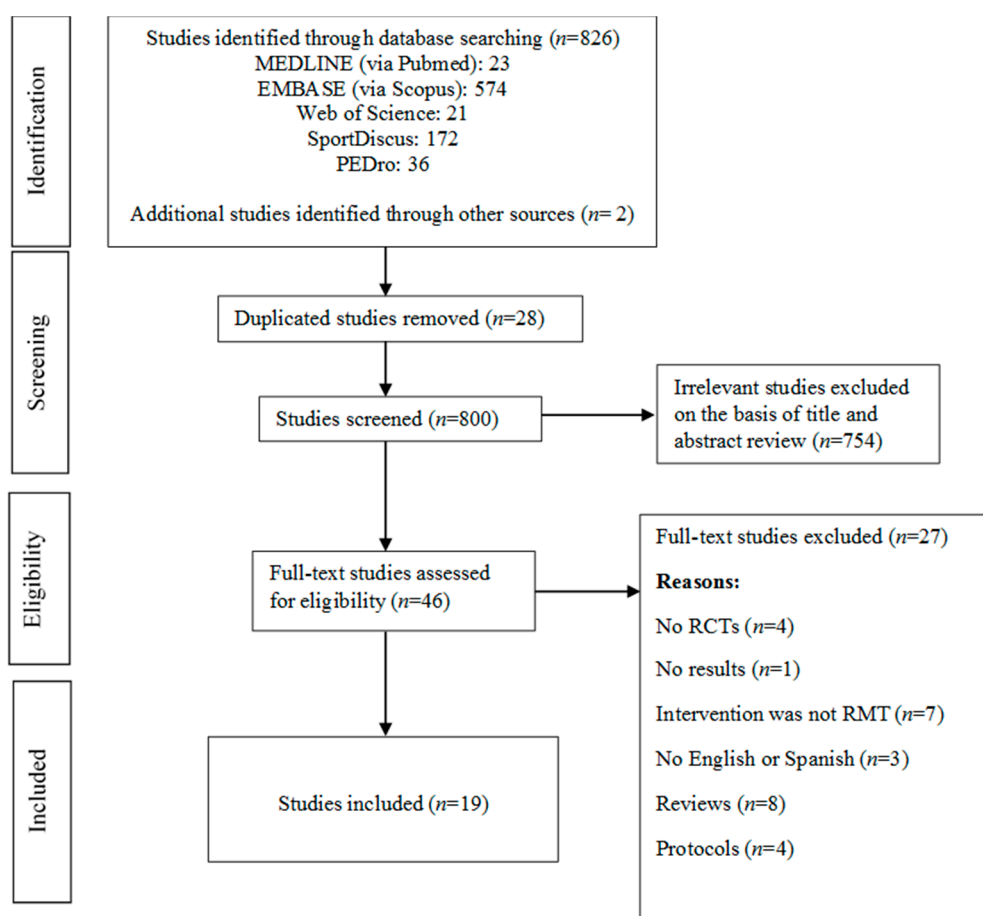 Identification
Studies identified through database searching (n=826)
MEDLINE (via Pubmed): 23
EMBASE (via Scopus): 574
Web of Science: 21
SportDiscus: 172
PEDro: 36
Additional studies identified through other sources (n= 2)
Screening
Duplicated studies removed (n=28)
Studies screened (n=800)
Irrelevant studies excluded
on the basis of title and
abstract review (n=754)
Eligibility
Full-text studies assessed
for eligibility (n=46)
Full-text studies excluded (n=27)
Reasons:
No RCTs (n=4)
No results (n=1)
Intervention was not RMT (n=7)
No English or Spanish (n=3)
Reviews (n=8)
Protocols (n=4)
Included
Studies included (n=19)